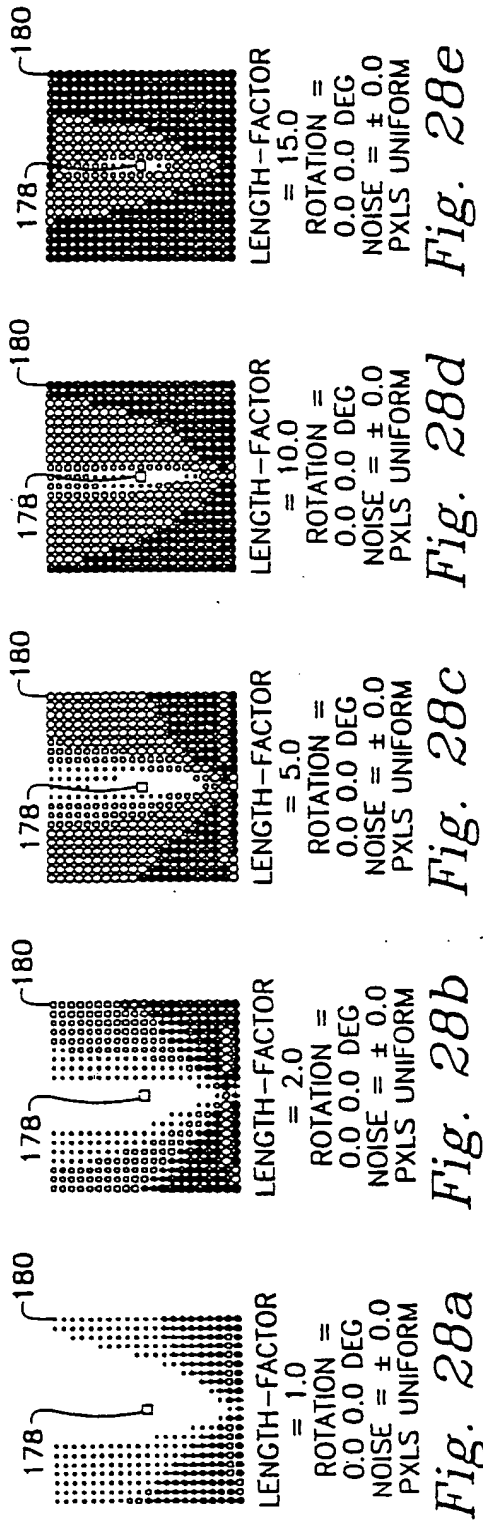 178
180
LENGTH-FACTOR
= 1.0
ROTATION =
0.0 0.0 DEG
NOISE = ± 0.0
PXLS UNIFORM
Fig. 28a
178
180
LENGTH-FACTOR
= 2.0
ROTATION =
0.0 0.0 DEG
NOISE = ± 0.0
PXLS UNIFORM
Fig. 28b
178
180
LENGTH-FACTOR
= 5.0
ROTATION =
0.0 0.0 DEG
NOISE = ± 0.0
PXLS UNIFORM
Fig. 28c
178
180
LENGTH-FACTOR
= 10.0
ROTATION =
0.0 0.0 DEG
NOISE = ± 0.0
PXLS UNIFORM
Fig. 28d
178
180
LENGTH-FACTOR
= 15.0
ROTATION =
0.0 0.0 DEG
NOISE = ± 0.0
PXLS UNIFORM
Fig. 28e